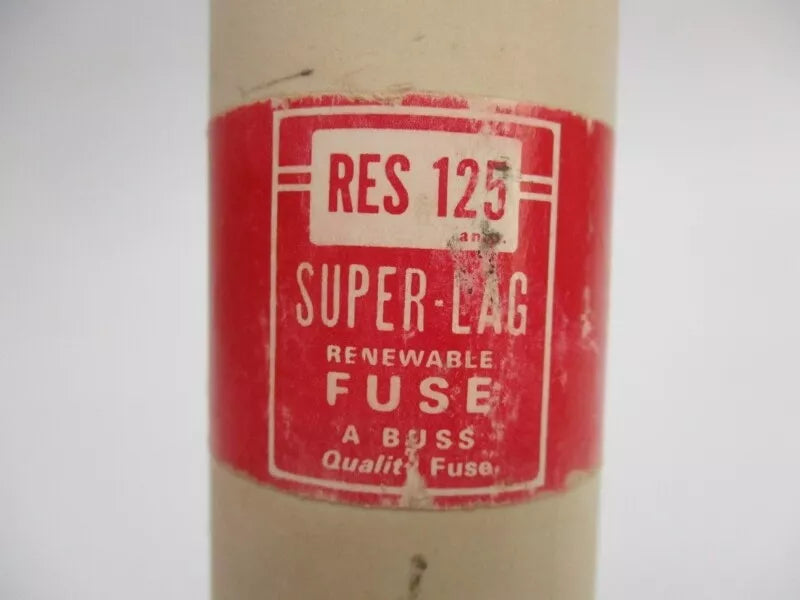 RES 125
amp.
SUPER-LAG
RENEWABLE
FUSE
A BUSS
Quality Fuse